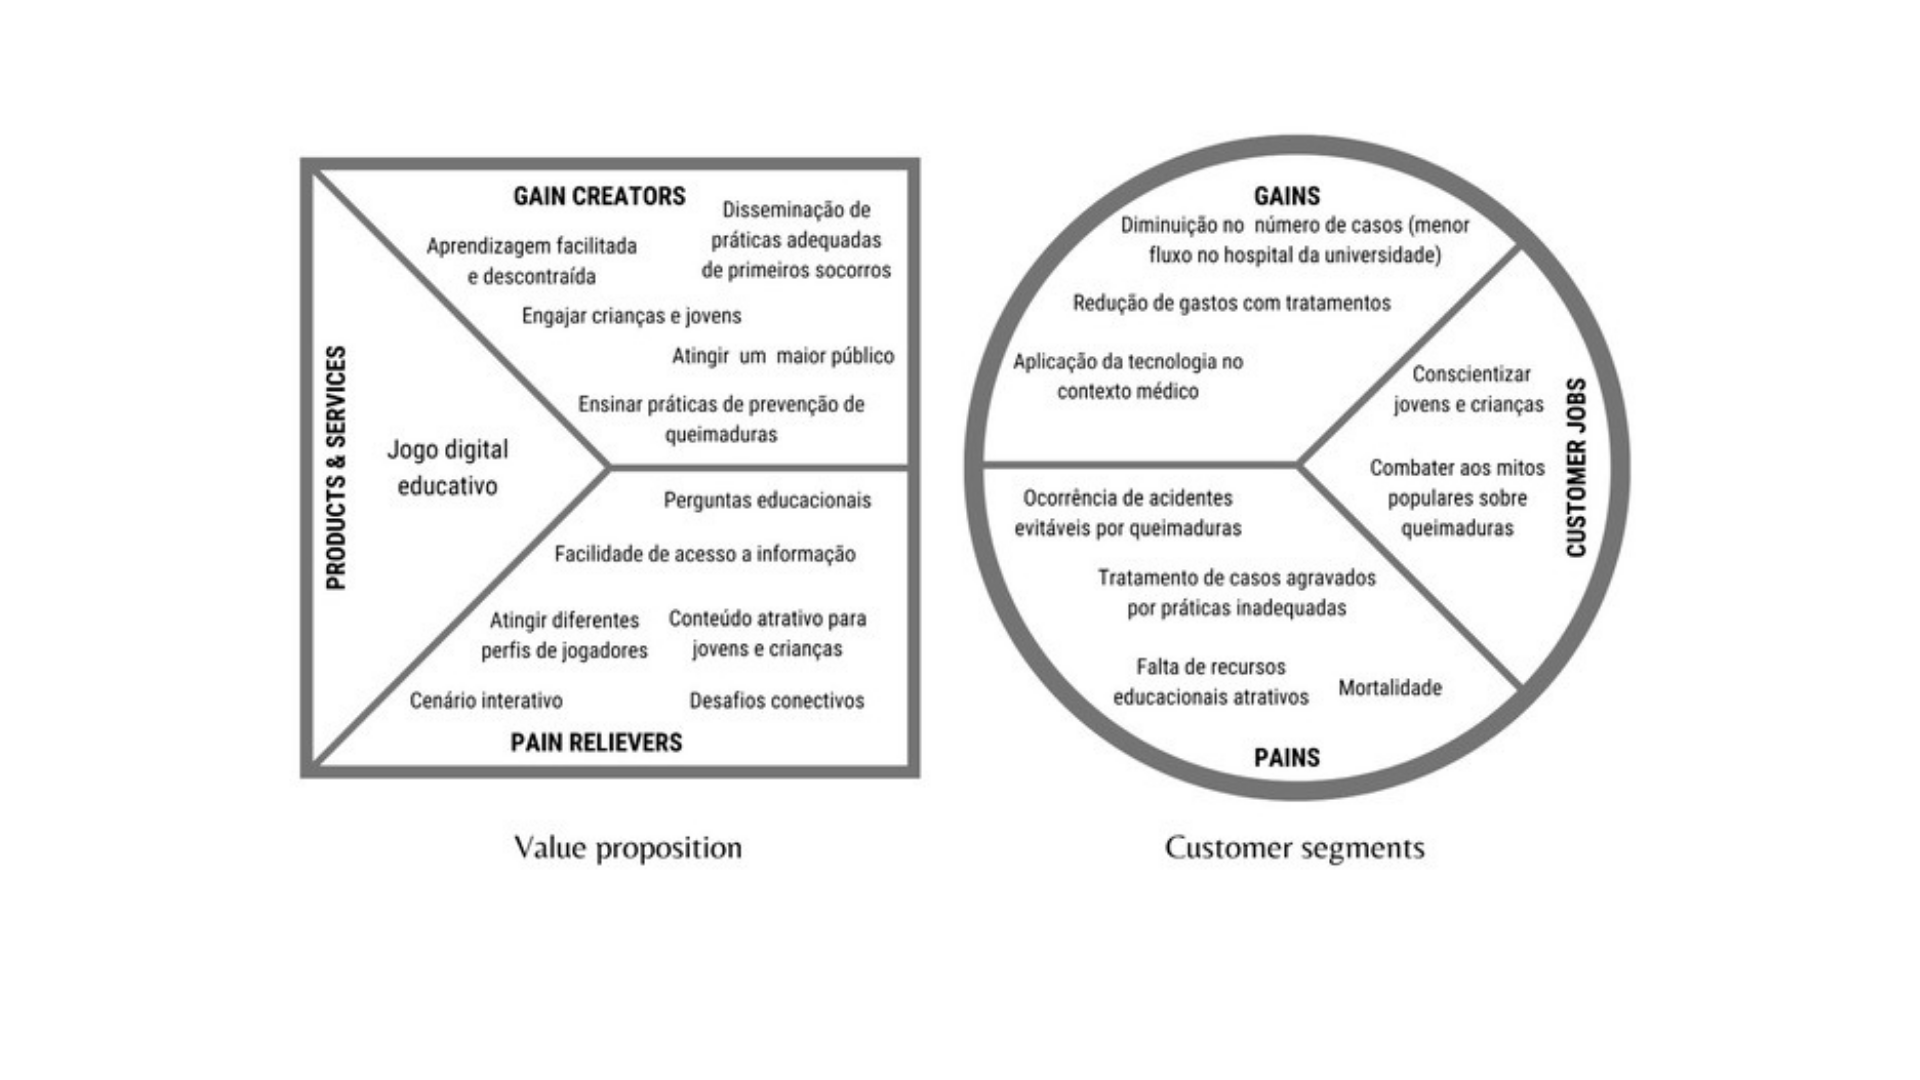 GAIN CREATORS
Disseminação de
práticas adequadas
de primeiros socorros
Aprendizagem facilitada
e descontraída
Engajar crianças e jovens
Atingir um maior público
Ensinar práticas de prevenção de
queimaduras
PRODUCTS & SERVICES
Jogo digital
educativo
Perguntas educacionais
Facilidade de acesso a informação
Atingir diferentes
perfis de jogadores
Conteúdo atrativo para
jovens e crianças
Cenário interativo
Desafios conectivos
PAIN RELIEVERS
Value proposition
GAINS
Diminuição no número de casos (menor
fluxo no hospital da universidade)
Redução de gastos com tratamentos
Aplicação da tecnologia no
contexto médico
Conscientizar
jovens e crianças
Combater aos mitos
populares sobre
queimaduras
CUSTOMER JOBS
Ocorrência de acidentes
evitáveis por queimaduras
Tratamento de casos agravados
por práticas inadequadas
Falta de recursos
educacionais atrativos
Mortalidade
PAINS
Customer segments